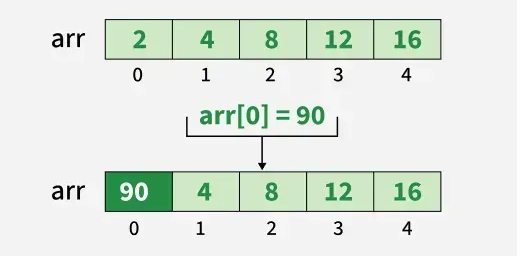 arr 2 4 8 12 16
0 1 2 3 4
arr[0] = 90
arr 90 4 8 12 16
0 1 2 3 4